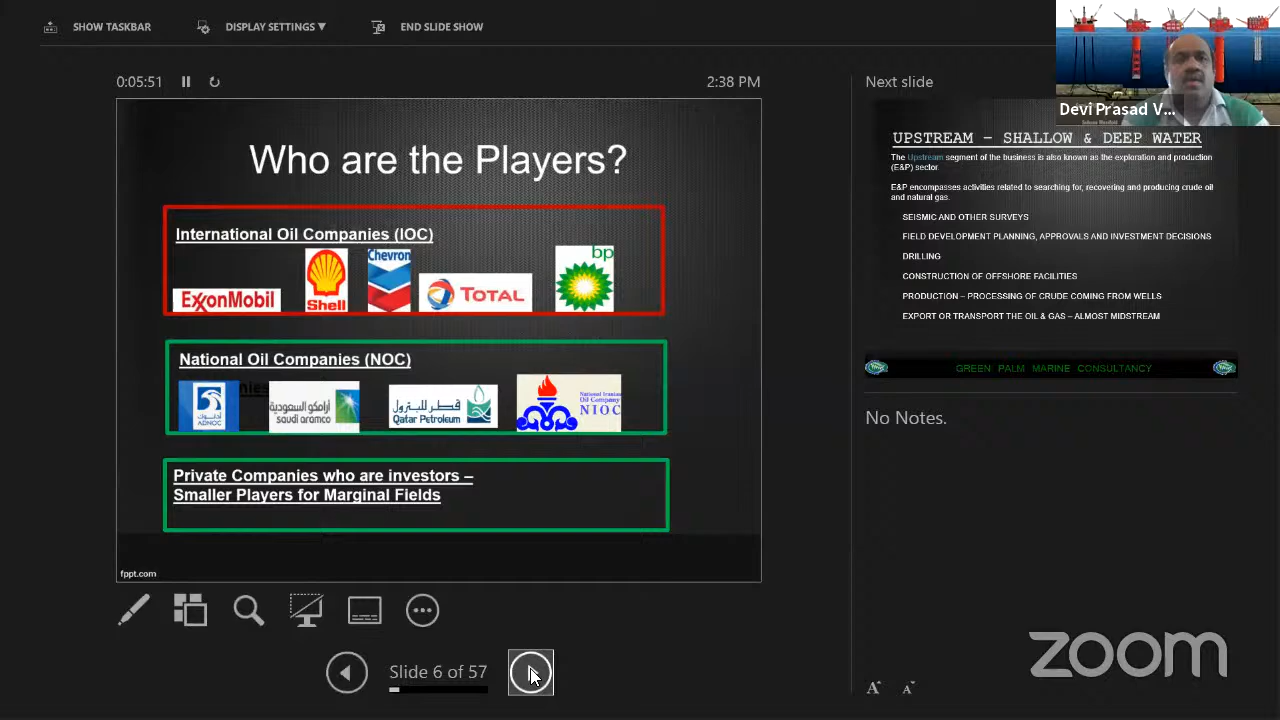 SHOW TASKBAR
DISPLAY SETTINGS ▼
END SLIDE SHOW
0:05:51
2:38 PM
Who are the Players?
International Oil Companies (IOC)
ExxonMobil
Shell
Chevron
TOTAL
bp
National Oil Companies (NOC)
أدنوك
ADNOC
أرامكو السعودية
saudi aramco
قطر للبترول
Qatar Petroleum
National Iranian
Oil Company
NIOC
Private Companies who are investors –
Smaller Players for Marginal Fields
fppt.com
Slide 6 of 57
Next slide
Devi Prasad V...
UPSTREAM – SHALLOW & DEEP WATER
The Upstream segment of the business is also known as the exploration and production
(E&P) sector
E&P encompasses activities related to searching for, recovering and producing crude oil
and natural gas.
SEISMIC AND OTHER SURVEYS
FIELD DEVELOPMENT PLANNING, APPROVALS AND INVESTMENT DECISIONS
DRILLING
CONSTRUCTION OF OFFSHORE FACILITIES
PRODUCTION – PROCESSING OF CRUDE COMING FROM WELLS
EXPORT OR TRANSPORT THE OIL & GAS – ALMOST MIDSTREAM
GREEN PALM MARINE CONSULTANCY
No Notes.
zoom
A A